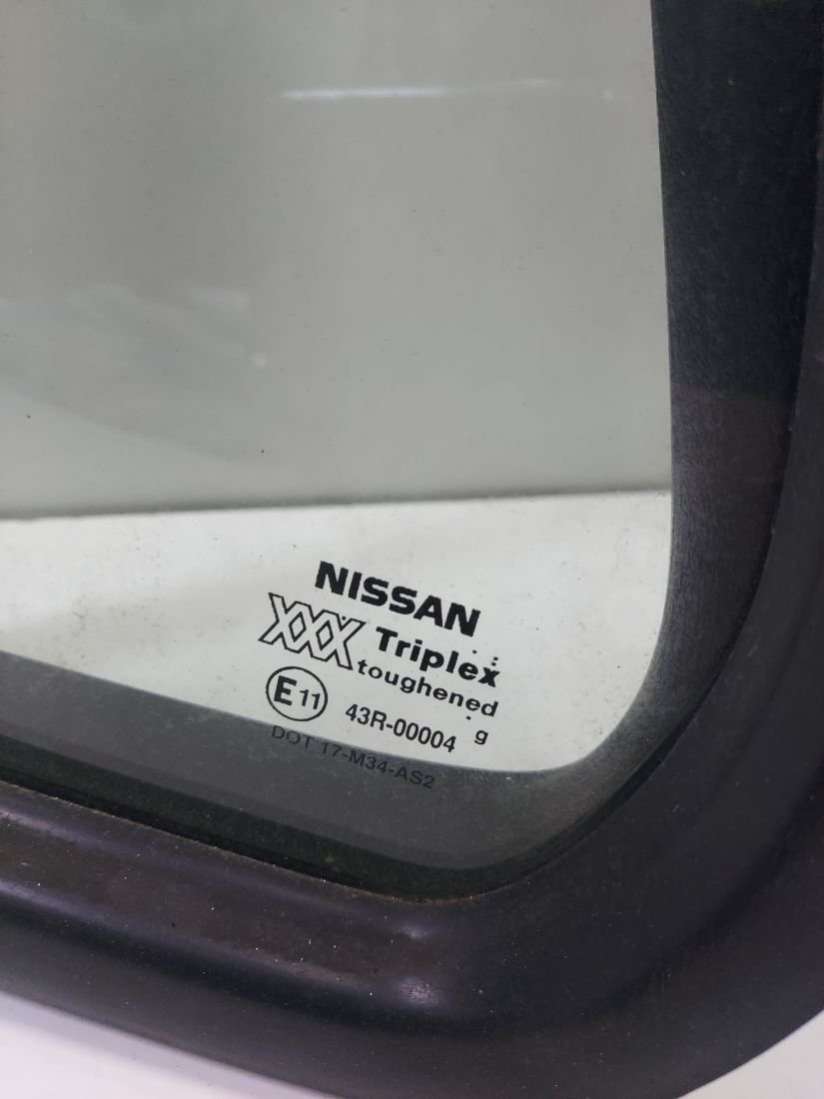 NISSAN
XXX Triplex
toughened
E11 43R-00004 g
DOT 17-M34-AS2